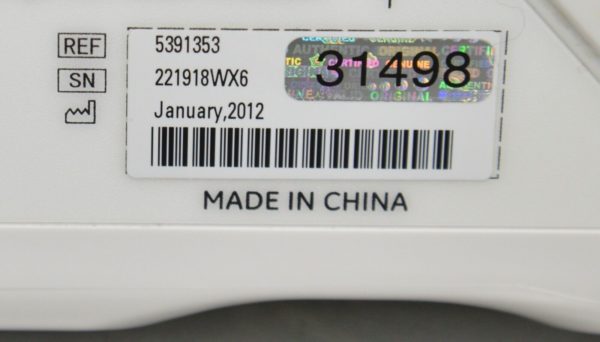 REF 5391353
SN 221918WX6
31498
January,2012
MADE IN CHINA